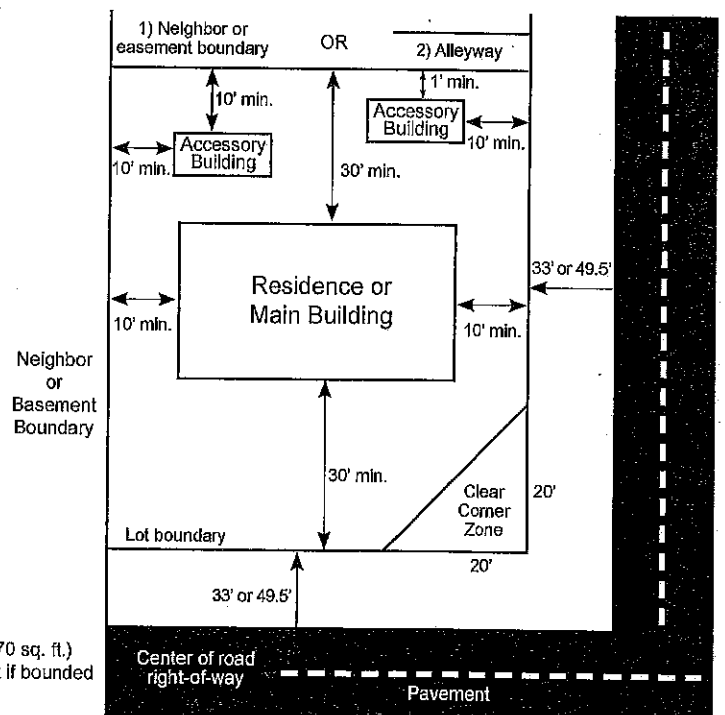 1) Neighbor or
easement boundary
OR
2) Alleyway
10' min.
1' min.
Accessory
Building
Accessory
Building
10' min.
10' min.
30' min.
33' or 49.5'
Residence or
Main Building
10' min.
10' min.
Neighbor
or
Basement
Boundary
30' min.
Clear
Corner
Zone
20'
Lot boundary
20'
33' or 49.5'
70 sq. ft.)
if bounded
Center of road
right-of-way
Pavement